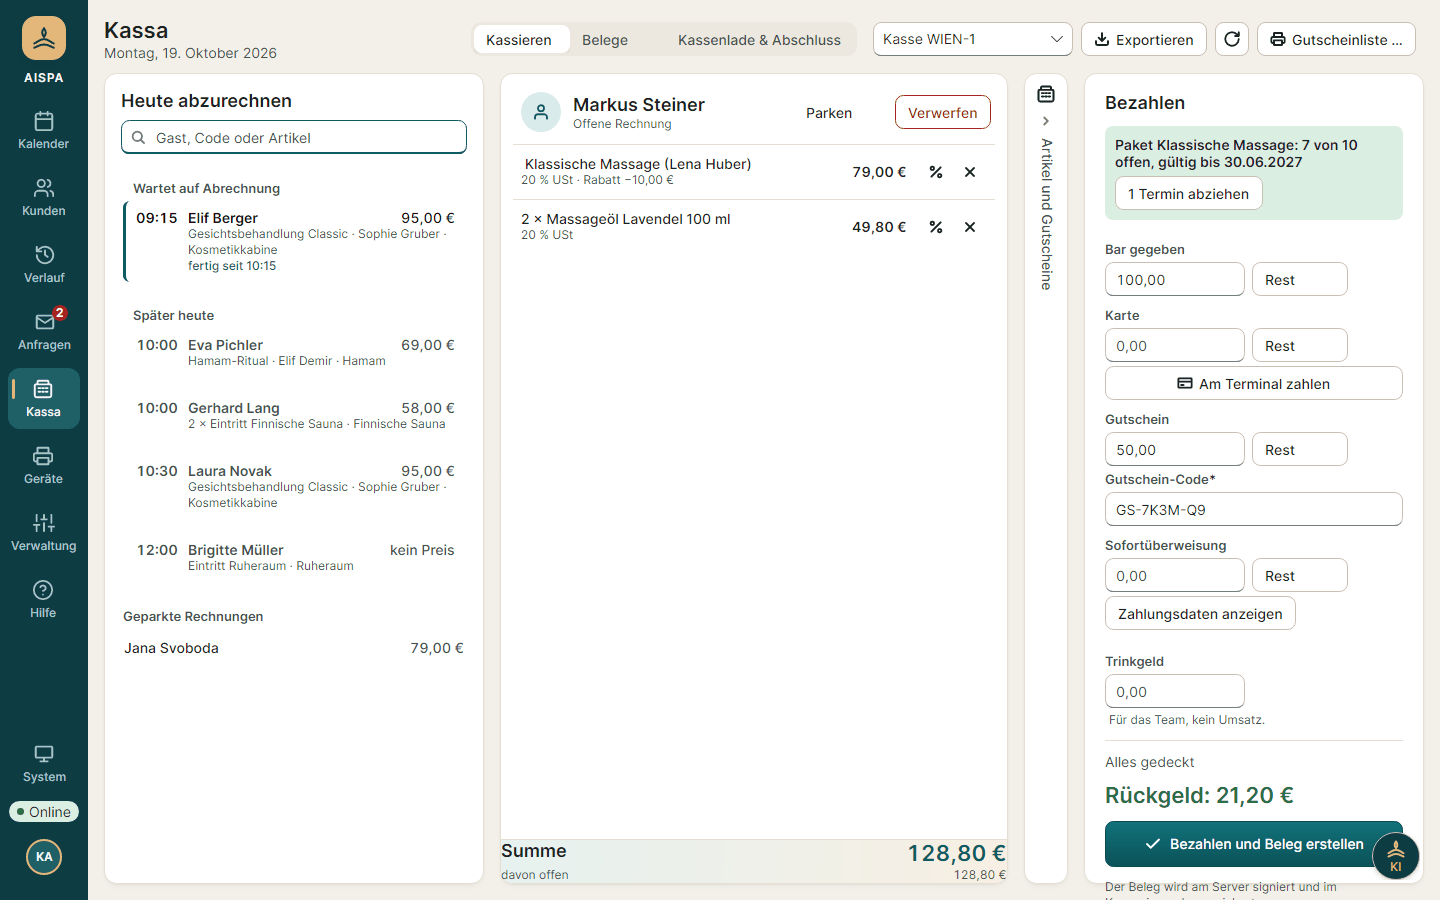 AISPA
Kalender
Kunden
Verlauf
2
Anfragen
Kassa
Geräte
Verwaltung
Hilfe
System
Online
KA
Kassa
Montag, 19. Oktober 2026
Kassieren
Belege
Kassenlade & Abschluss
Kasse WIEN-1
Exportieren
Gutscheinliste ...
Heute abzurechnen
Gast, Code oder Artikel
Wartet auf Abrechnung
09:15 Elif Berger 95,00 €
Gesichtsbehandlung Classic · Sophie Gruber ·
Kosmetikkabine
fertig seit 10:15
Später heute
10:00 Eva Pichler 69,00 €
Hamam-Ritual · Elif Demir · Hamam
10:00 Gerhard Lang 58,00 €
2 × Eintritt Finnische Sauna · Finnische Sauna
10:30 Laura Novak 95,00 €
Gesichtsbehandlung Classic · Sophie Gruber ·
Kosmetikkabine
12:00 Brigitte Müller kein Preis
Eintritt Ruheraum · Ruheraum
Geparkte Rechnungen
Jana Svoboda 79,00 €
Markus Steiner
Offene Rechnung
Parken
Verwerfen
Klassische Massage (Lena Huber)
20 % USt · Rabatt −10,00 €
79,00 €
2 × Massageöl Lavendel 100 ml
20 % USt
49,80 €
Summe 128,80 €
davon offen 128,80 €
Artikel und Gutscheine
Bezahlen
Paket Klassische Massage: 7 von 10
offen, gültig bis 30.06.2027
1 Termin abziehen
Bar gegeben
100,00 Rest
Karte
0,00 Rest
Am Terminal zahlen
Gutschein
50,00 Rest
Gutschein-Code*
GS-7K3M-Q9
Sofortüberweisung
0,00 Rest
Zahlungsdaten anzeigen
Trinkgeld
0,00
Für das Team, kein Umsatz.
Alles gedeckt
Rückgeld: 21,20 €
Bezahlen und Beleg erstellen
KI
Der Beleg wird am Server signiert und im